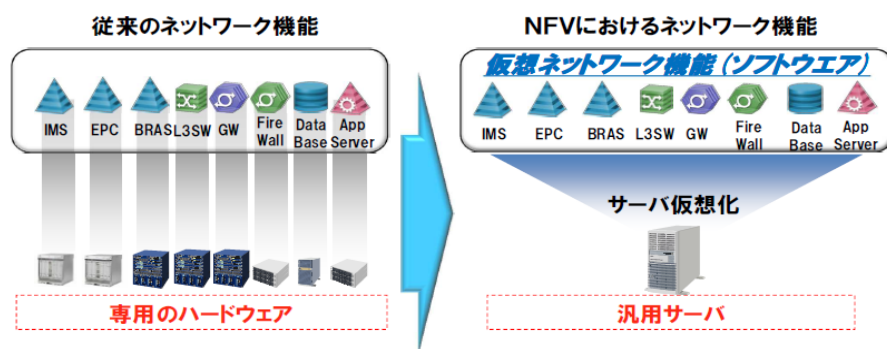 従来のネットワーク機能
IMS
EPC
BRAS
L3SW
GW
Fire
Wall
Data
Base
App
Server
専用のハードウェア
NFVにおけるネットワーク機能
仮想ネットワーク機能(ソフトウエア)
IMS
EPC
BRAS
L3SW
GW
Fire
Wall
Data
Base
App
Server
サーバ仮想化
汎用サーバ